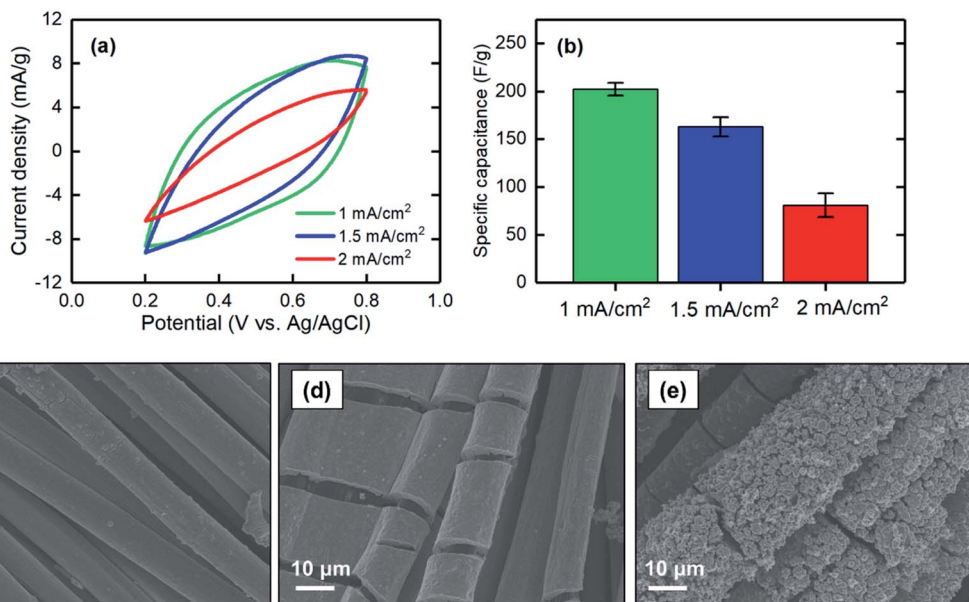 (a)
12
8
4
0
-4
-8
-12
Current density (mA/g)
0.0 0.2 0.4 0.6 0.8 1.0
Potential (V vs. Ag/AgCl)
1 mA/cm²
1.5 mA/cm²
2 mA/cm²
(b)
250
200
150
100
50
0
Specific capacitance (F/g)
1 mA/cm² 1.5 mA/cm² 2 mA/cm²
(d)
10 µm
(e)
10 µm